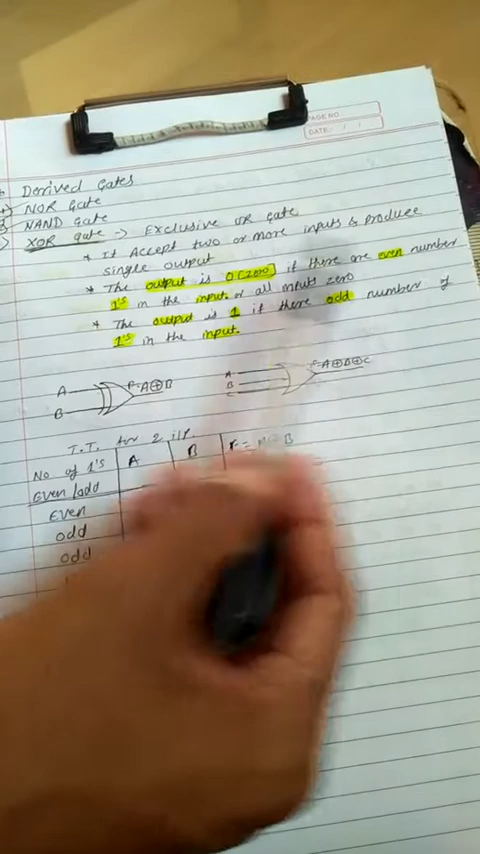 PAGE NO.
DATE: / /
Derived Gates
NOR Gate
NAND Gate
XOR gate -> Exclusive OR gate
* It Accept two or more inputs & produce
single output
* The output is 0 [zero] if there are even number
1's in the input or all inputs zero
* The output is 1 if there odd number of
1's in the input.
A
B
F=A⊕B
A
B
C
F=A⊕B⊕C
T.T. for 2 i/p.
No of 1's A B
Even/odd
Even
odd
odd